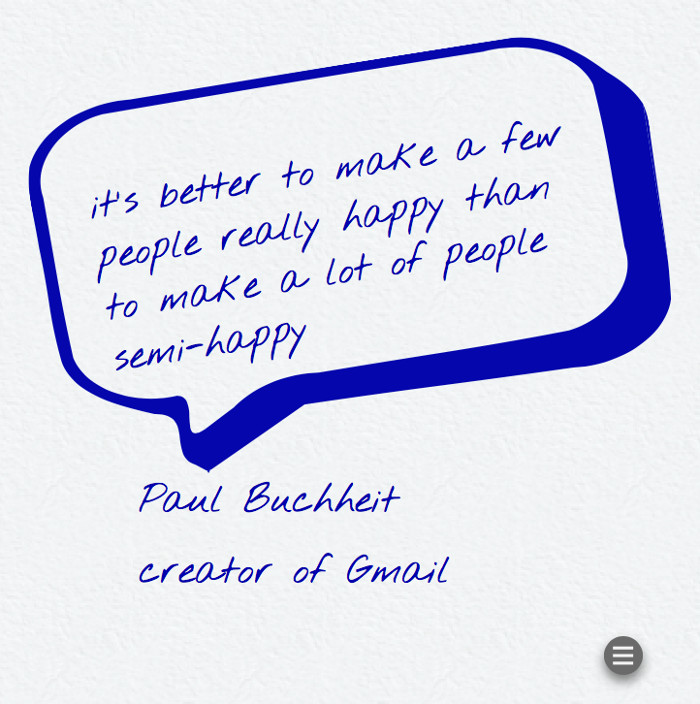 it's better to make a few
people really happy than
to make a lot of people
semi-happy
Paul Buchheit
creator of Gmail